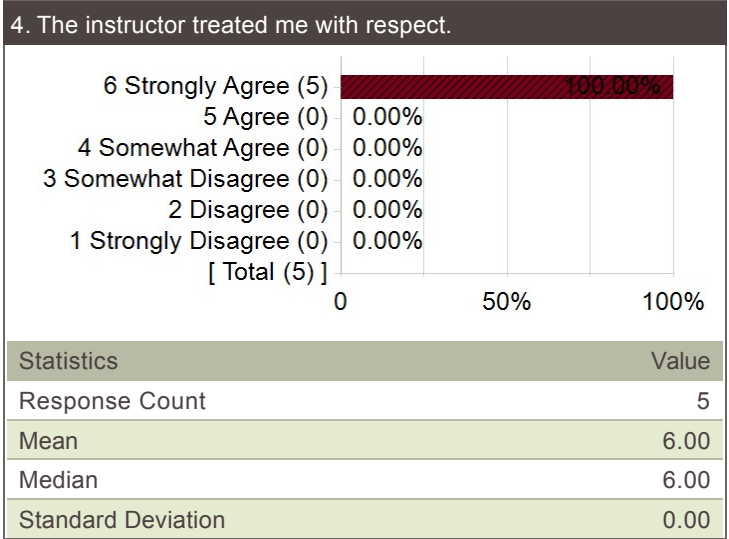 4. The instructor treated me with respect.
6 Strongly Agree (5) 100.00%
5 Agree (0) 0.00%
4 Somewhat Agree (0) 0.00%
3 Somewhat Disagree (0) 0.00%
2 Disagree (0) 0.00%
1 Strongly Disagree (0) 0.00%
[ Total (5) ]
0 50% 100%
Statistics Value
Response Count 5
Mean 6.00
Median 6.00
Standard Deviation 0.00